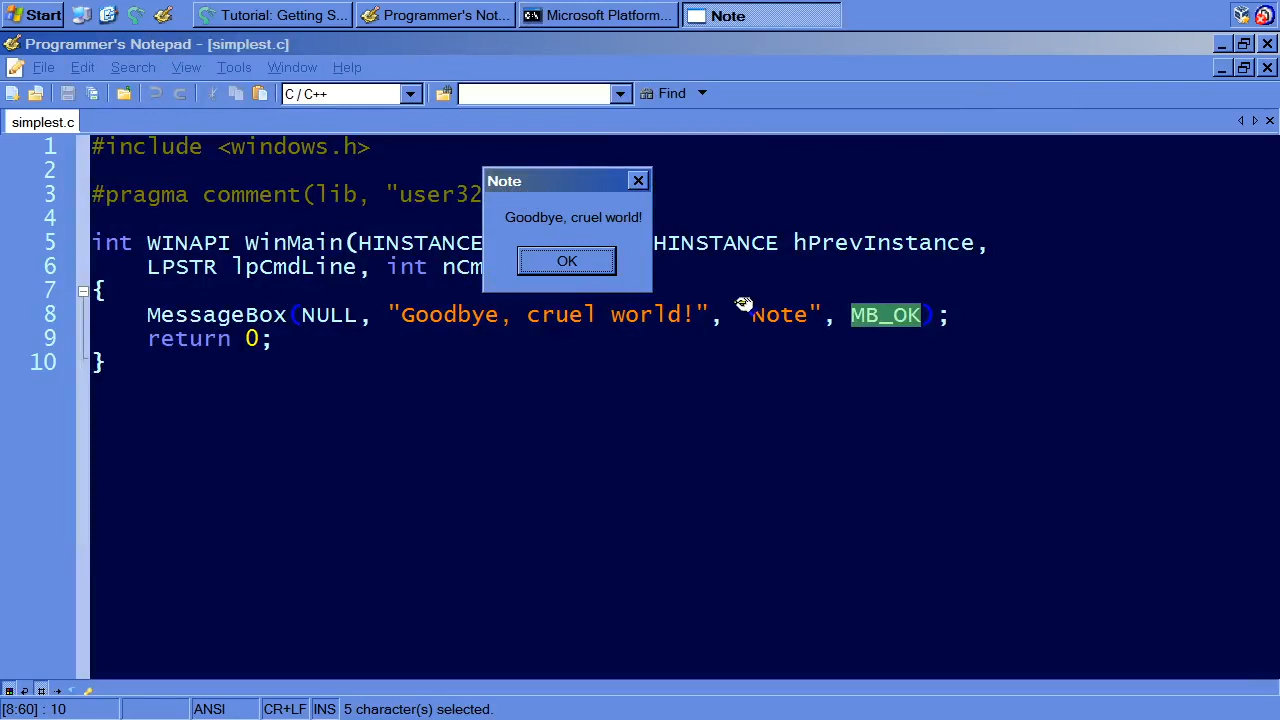 Start Tutorial: Getting S... Programmer's Not... Microsoft Platform... Note
Programmer's Notepad - [simplest.c]
File Edit Search View Tools Window Help
C / C++ Find
simplest.c
1 #include <windows.h>
2
3 #pragma comment(lib, "user32
4
5 int WINAPI WinMain(HINSTANCE HINSTANCE hPrevInstance,
6 LPSTR lpCmdLine, int nCm
7 {
8 MessageBox(NULL, "Goodbye, cruel world!", "Note", MB_OK);
9 return 0;
10 }
Note
Goodbye, cruel world!
OK
[8:60] : 10 ANSI CR+LF INS 5 character(s) selected.